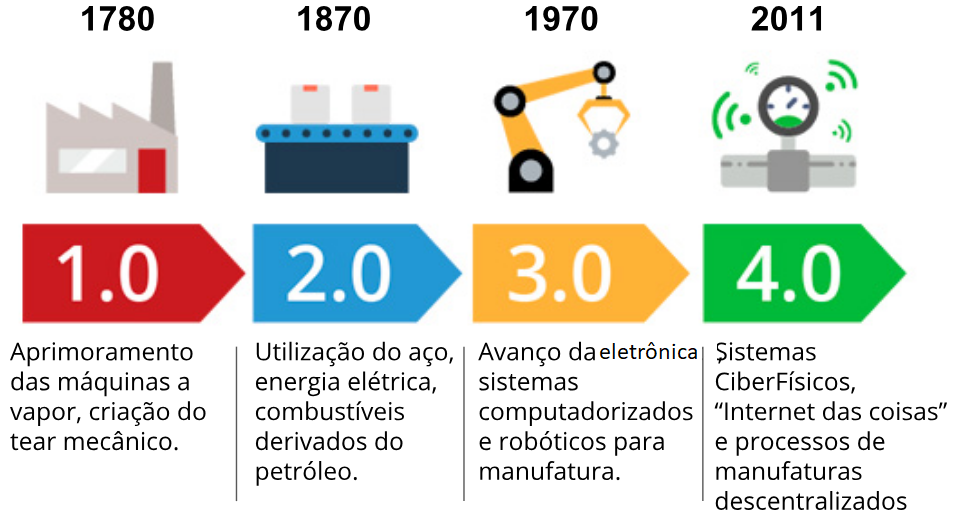 1780
1870
1970
2011
1.0
2.0
3.0
4.0
Aprimoramento
das máquinas a
vapor, criação do
tear mecânico.
Utilização do aço,
energia elétrica,
combustíveis
derivados do
petróleo.
Avanço da eletrônica,
sistemas
computadorizados
e robóticos para
manufatura.
Sistemas
CiberFísicos,
“Internet das coisas”
e processos de
manufaturas
descentralizados